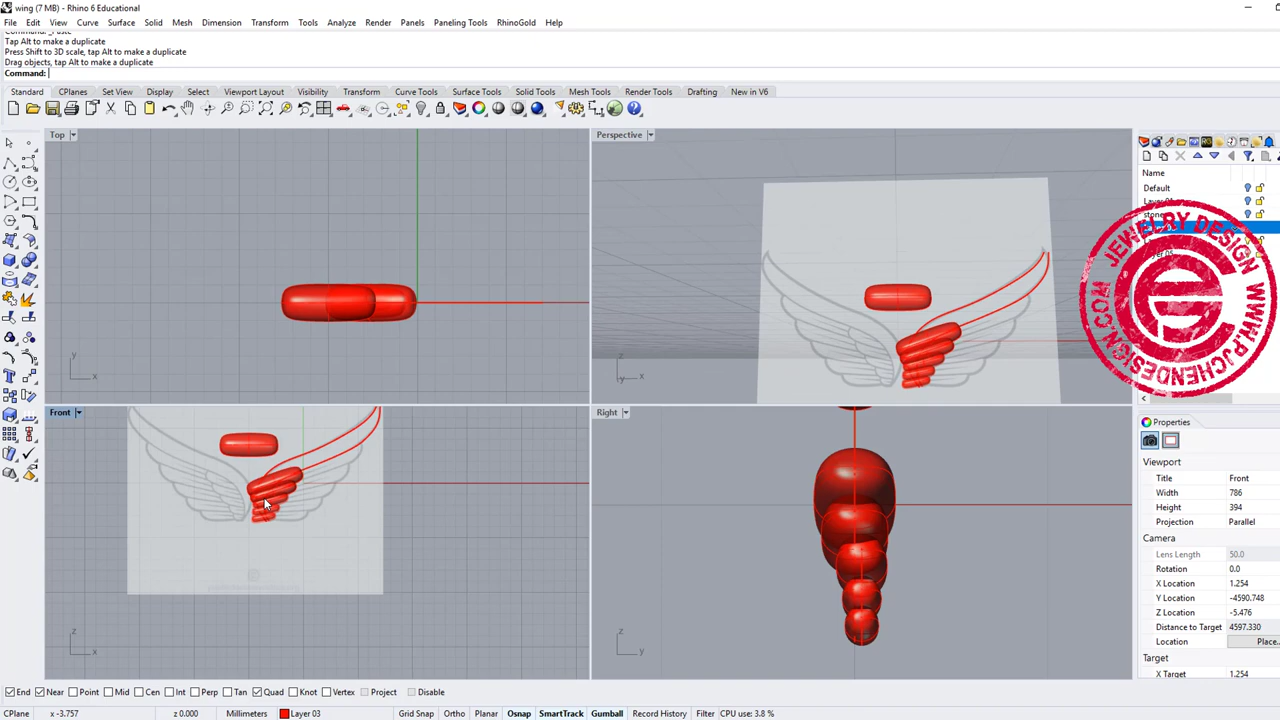 wing (7 MB) - Rhino 6 Educational
File Edit View Curve Surface Solid Mesh Dimension Transform Tools Analyze Render Panels Paneling Tools RhinoGold Help
Tap Alt to make a duplicate
Press Shift to 3D scale, tap Alt to make a duplicate
Drag objects, tap Alt to make a duplicate
Command:
Standard CPlanes Set View Display Select Viewport Layout Visibility Transform Curve Tools Surface Tools Solid Tools Mesh Tools Render Tools Drafting New in V6
Top
Perspective
Name
Default
y
x
z
y
x
JEWELRY DESIGN
WWW.PJCHENDESIGN.COM
Front
Right
z
x
z
y
Properties
Viewport
Title Front
Width 786
Height 394
Projection Parallel
Camera
Lens Length 50.0
Rotation 0.0
X Location 1.254
Y Location -4590.748
Z Location -5.476
Distance to Target 4597.330
Location Place...
Target
X Target 1.254
End Near Point Mid Cen Int Perp Tan Quad Knot Vertex Project Disable
CPlane x -3.757 z 0.000 Millimeters Layer 03 Grid Snap Ortho Planar Osnap SmartTrack Gumball Record History Filter CPU use: 3.8 %